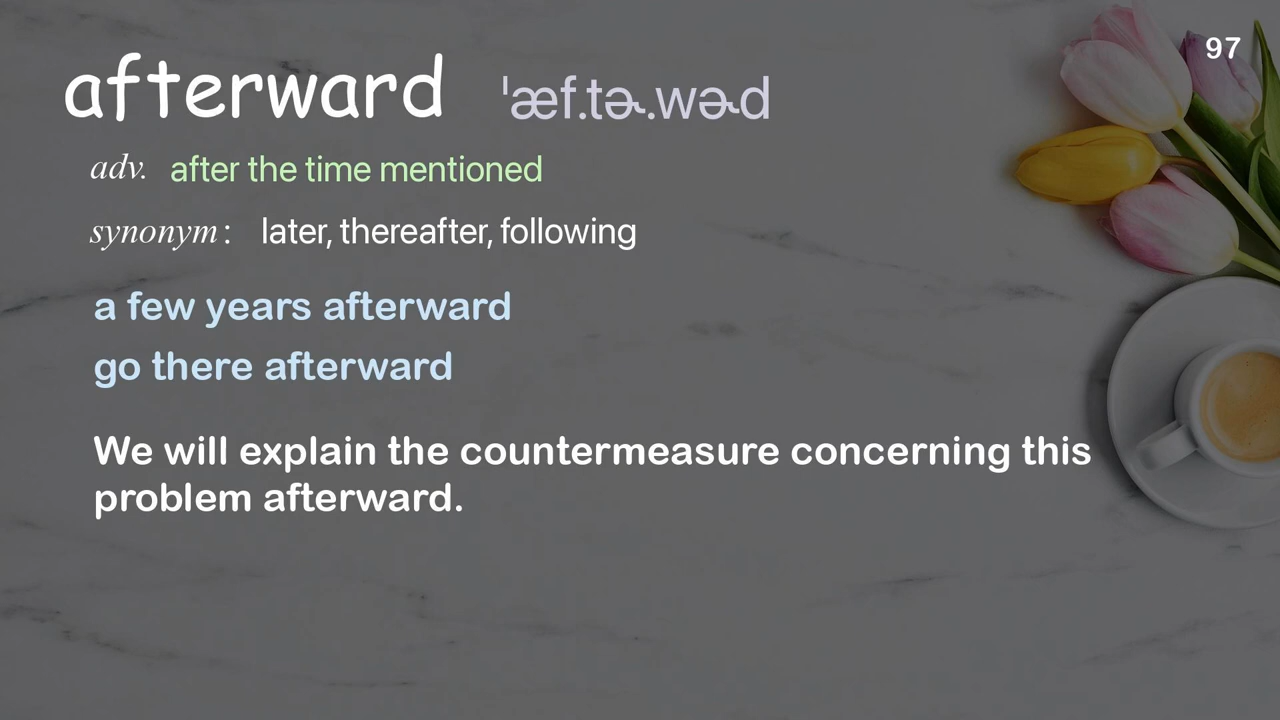 97
afterward ˈæf.tɚ.wɚd
adv. after the time mentioned
synonym: later, thereafter, following
a few years afterward
go there afterward
We will explain the countermeasure concerning this
problem afterward.